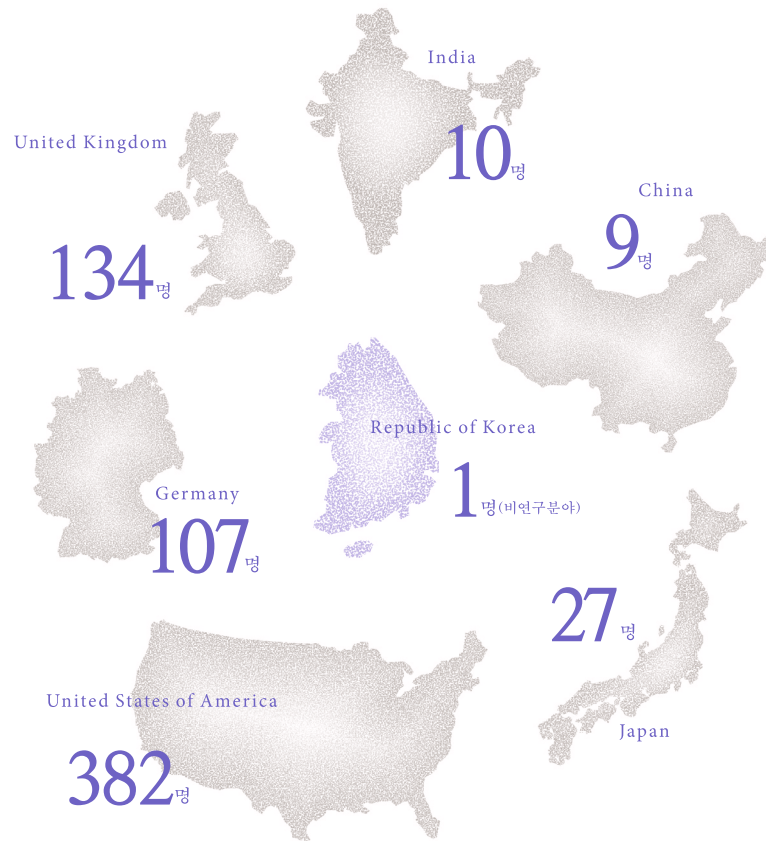 India
10명
United Kingdom
134명
China
9명
Republic of Korea
1명(비연구분야)
Germany
107명
27명
Japan
United States of America
382명